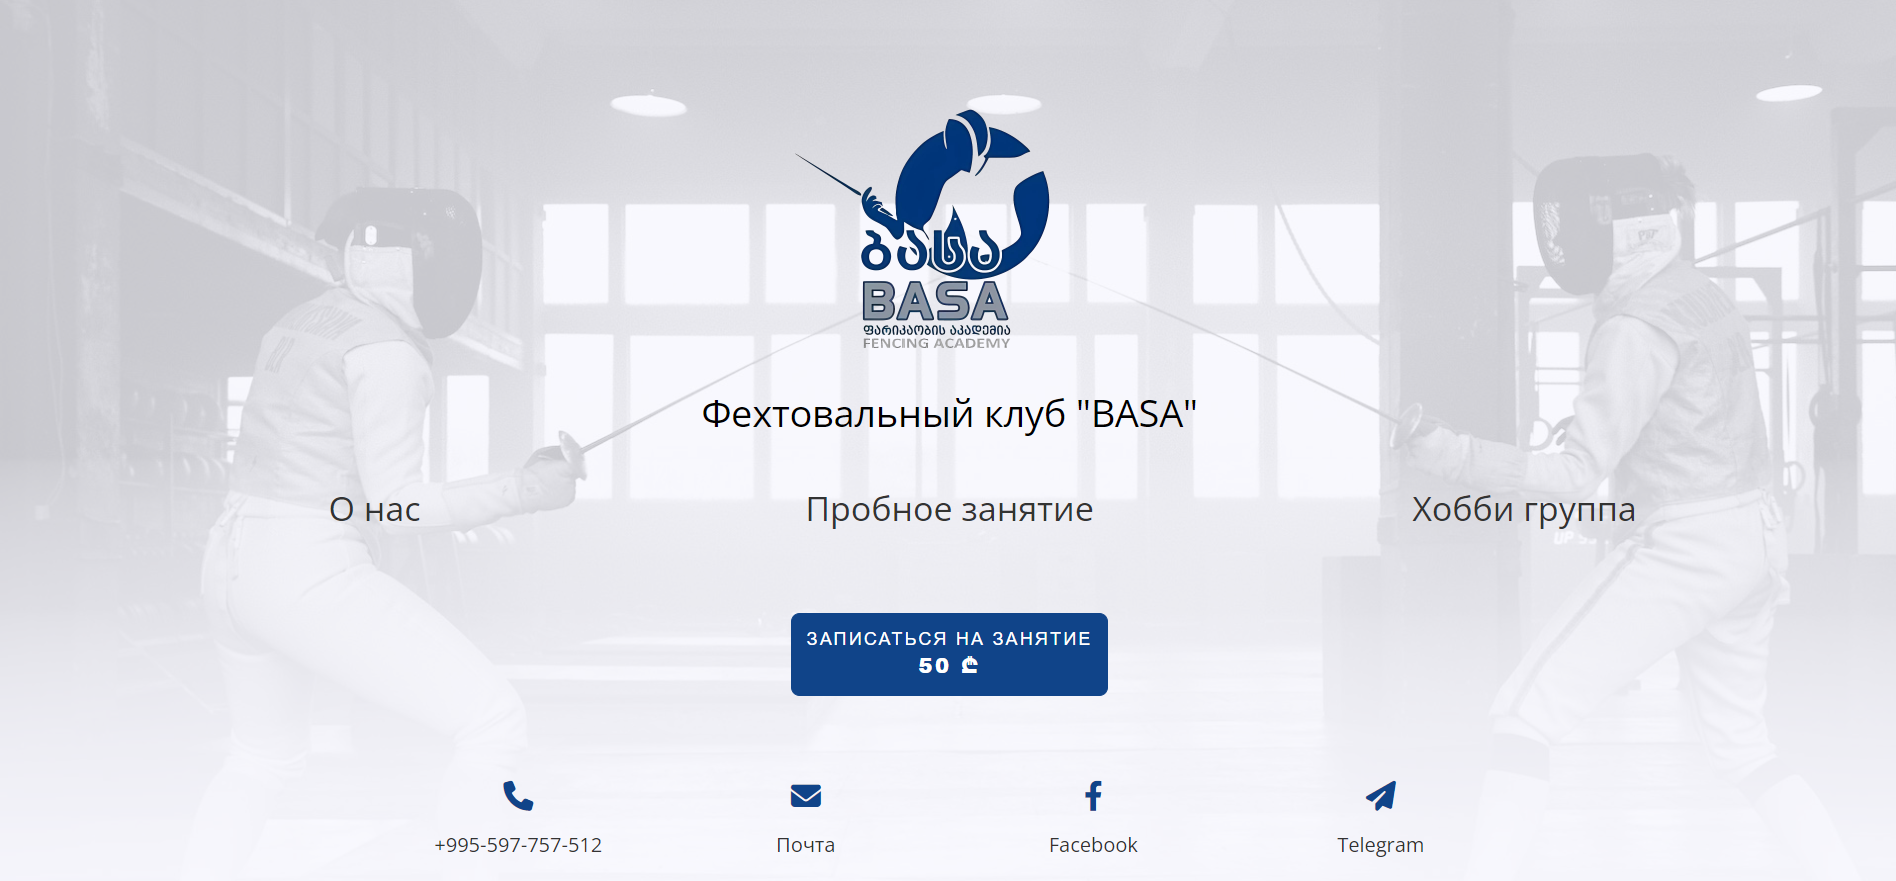 ბასა
BASA
ფარიკაობის აკადემია
FENCING ACADEMY
Фехтовальный клуб "BASA"
О нас
Пробное занятие
Хобби группа
ЗАПИСАТЬСЯ НА ЗАНЯТИЕ
50 ₾
+995-597-757-512
Почта
Facebook
Telegram